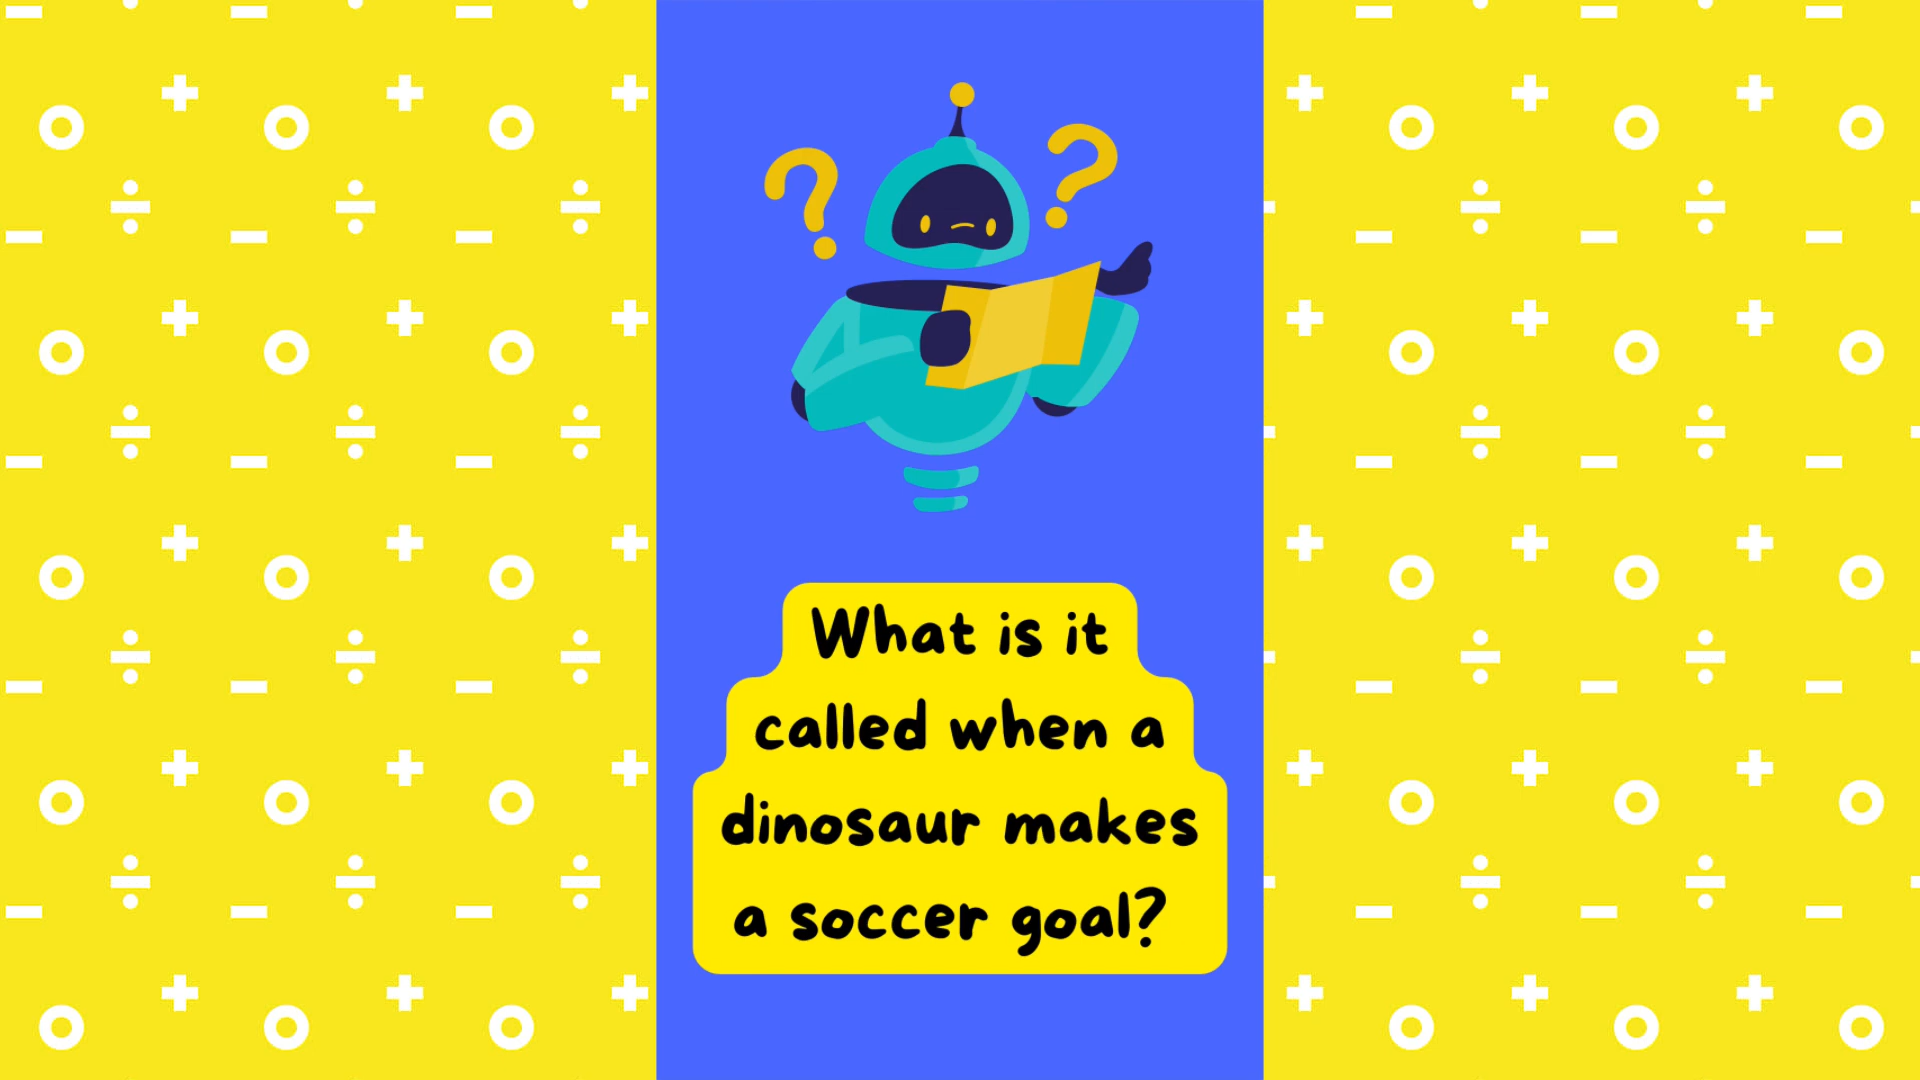 What is it
called when a
dinosaur makes
a soccer goal?